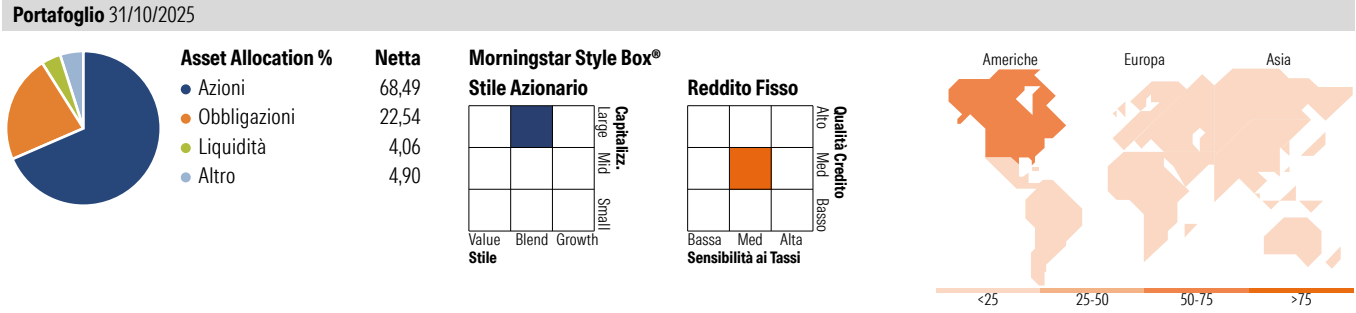 Portafoglio 31/10/2025
Asset Allocation % Netta
Azioni 68,49
Obbligazioni 22,54
Liquidità 4,06
Altro 4,90
Morningstar Style Box®
Stile Azionario
Large Mid Small
Capitalizz.
Value Blend Growth
Stile
Reddito Fisso
Alto Med Basso
Qualità Credito
Bassa Med Alta
Sensibilità ai Tassi
Americhe Europa Asia
<25 25-50 50-75 >75